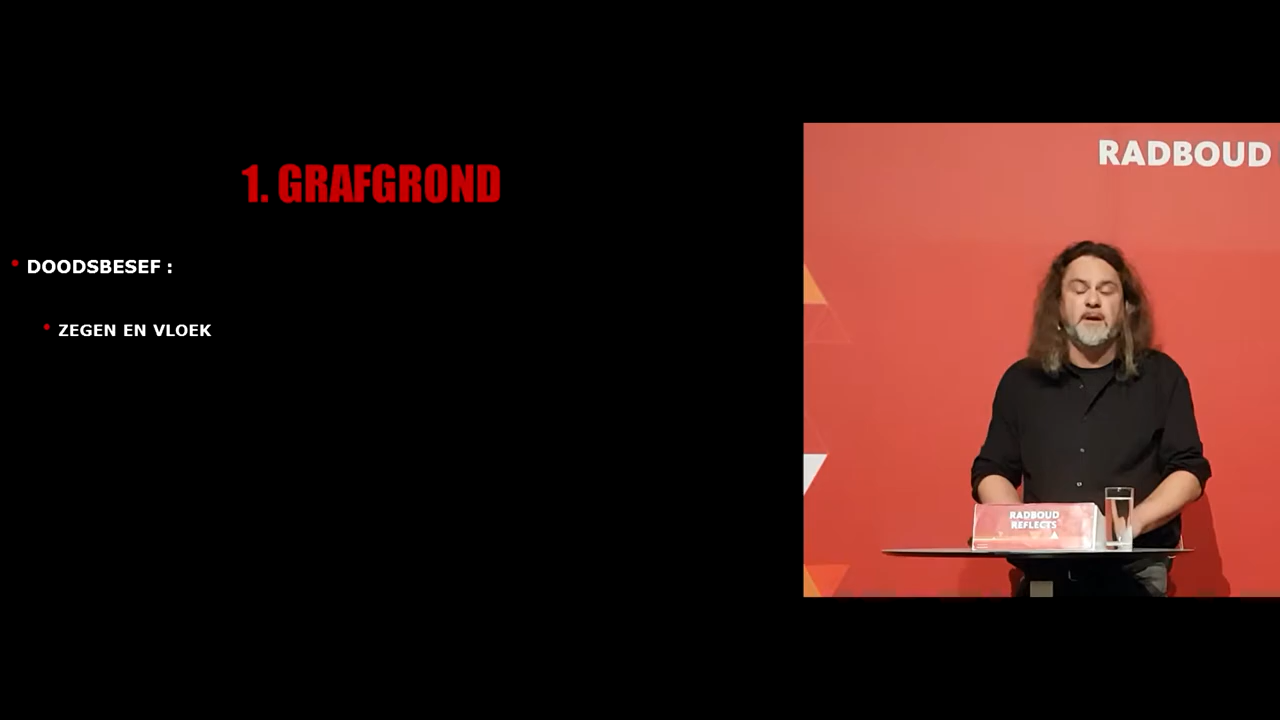 1. GRAFGROND
• DOODSBESEF :
• ZEGEN EN VLOEK
RADBOUD
RADBOUD
REFLECTS